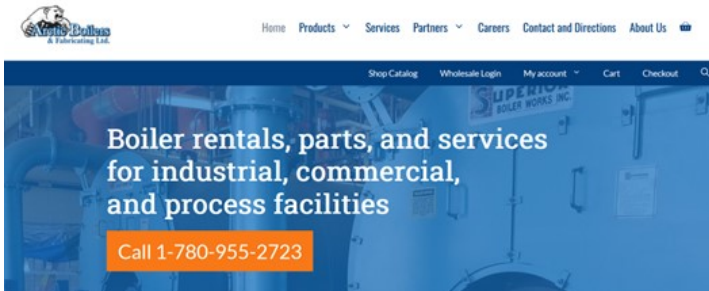 Arctic Boilers
& Fabricating Ltd.
Home Products Services Partners Careers Contact and Directions About Us
Shop Catalog Wholesale Login My account Cart Checkout
SUPERIOR
BOILER WORKS INC.
Boiler rentals, parts, and services
for industrial, commercial,
and process facilities
Call 1-780-955-2723